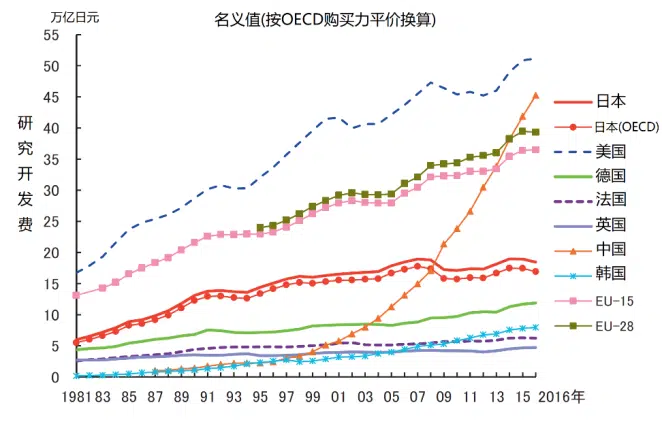 万亿日元
名义值(按OECD购买力平价换算)
55
50
45
40
35
30
25
20
15
10
5
0
研究开发费
1981 83 85 87 89 91 93 95 97 99 01 03 05 07 09 11 13 15 2016年
日本
日本(OECD)
美国
德国
法国
英国
中国
韩国
EU-15
EU-28